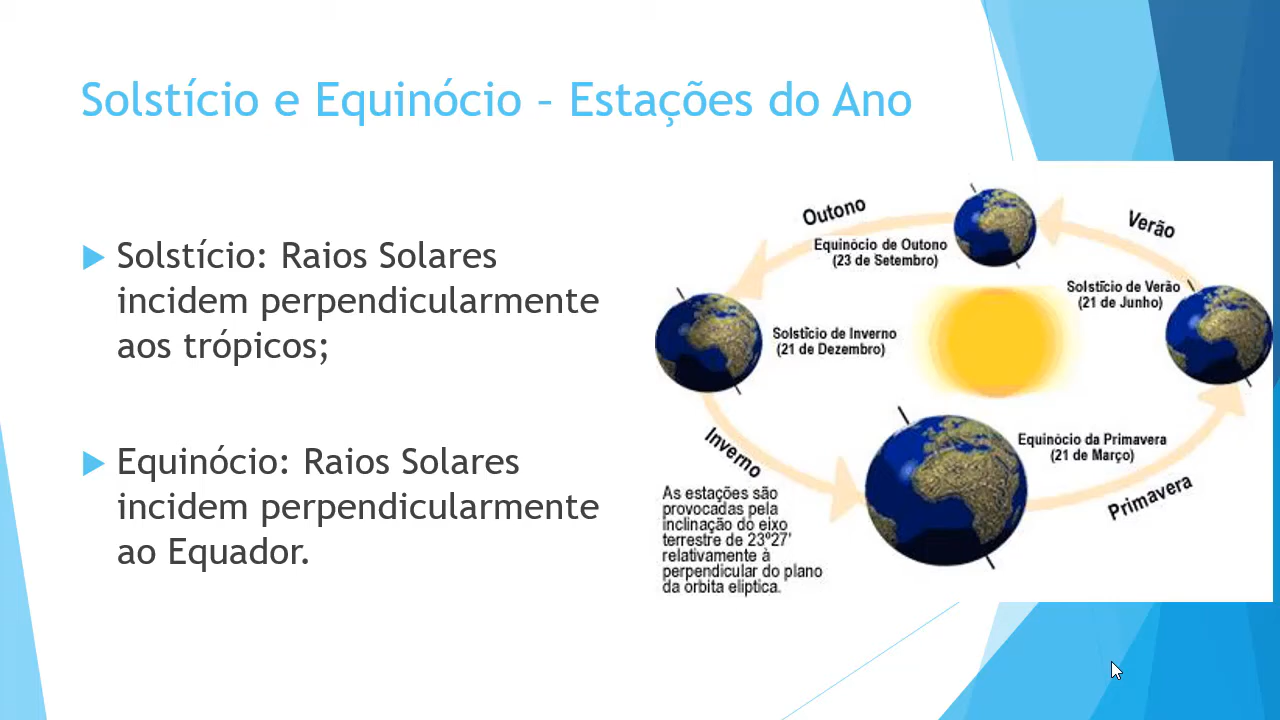 Solstício e Equinócio – Estações do Ano
Solstício: Raios Solares
incidem perpendicularmente
aos trópicos;
Equinócio: Raios Solares
incidem perpendicularmente
ao Equador.
Outono
Verão
Equinócio de Outono
(23 de Setembro)
Solstício de Verão
(21 de Junho)
Solstício de Inverno
(21 de Dezembro)
Equinócio da Primavera
(21 de Março)
Inverno
Primavera
As estações são
provocadas pela
inclinação do eixo
terrestre de 23º27'
relativamente à
perpendicular do plano
da orbita elíptica.